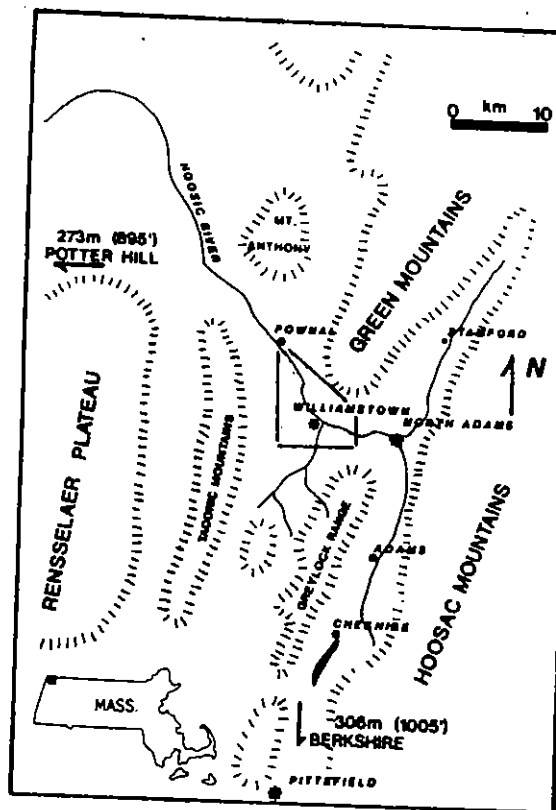 0 km 10
HOOSIC RIVER
MT.
ANTHONY
273m (895')
POTTER HILL
GREEN MOUNTAINS
POWNAL
STAMFORD
N
WILLIAMSTOWN
NORTH ADAMS
RENSSELAER PLATEAU
TACONIC MOUNTAINS
GREYLOCK RANGE
ADAMS
HOOSAC MOUNTAINS
CHESHIRE
MASS.
306m (1005')
BERKSHIRE
PITTEFIELD